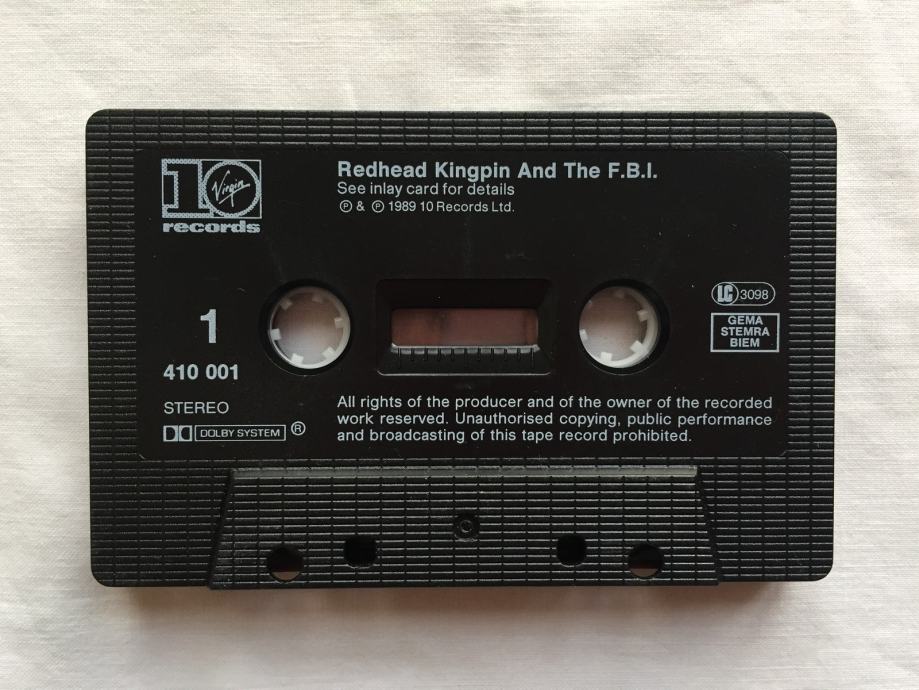 10
Virgin
records
Redhead Kingpin And The F.B.I.
See inlay card for details
Ⓟ & Ⓟ 1989 10 Records Ltd.
1
410 001
STEREO
DOLBY SYSTEM ®
LC 3098
GEMA
STEMRA
BIEM
All rights of the producer and of the owner of the recorded
work reserved. Unauthorised copying, public performance
and broadcasting of this tape record prohibited.